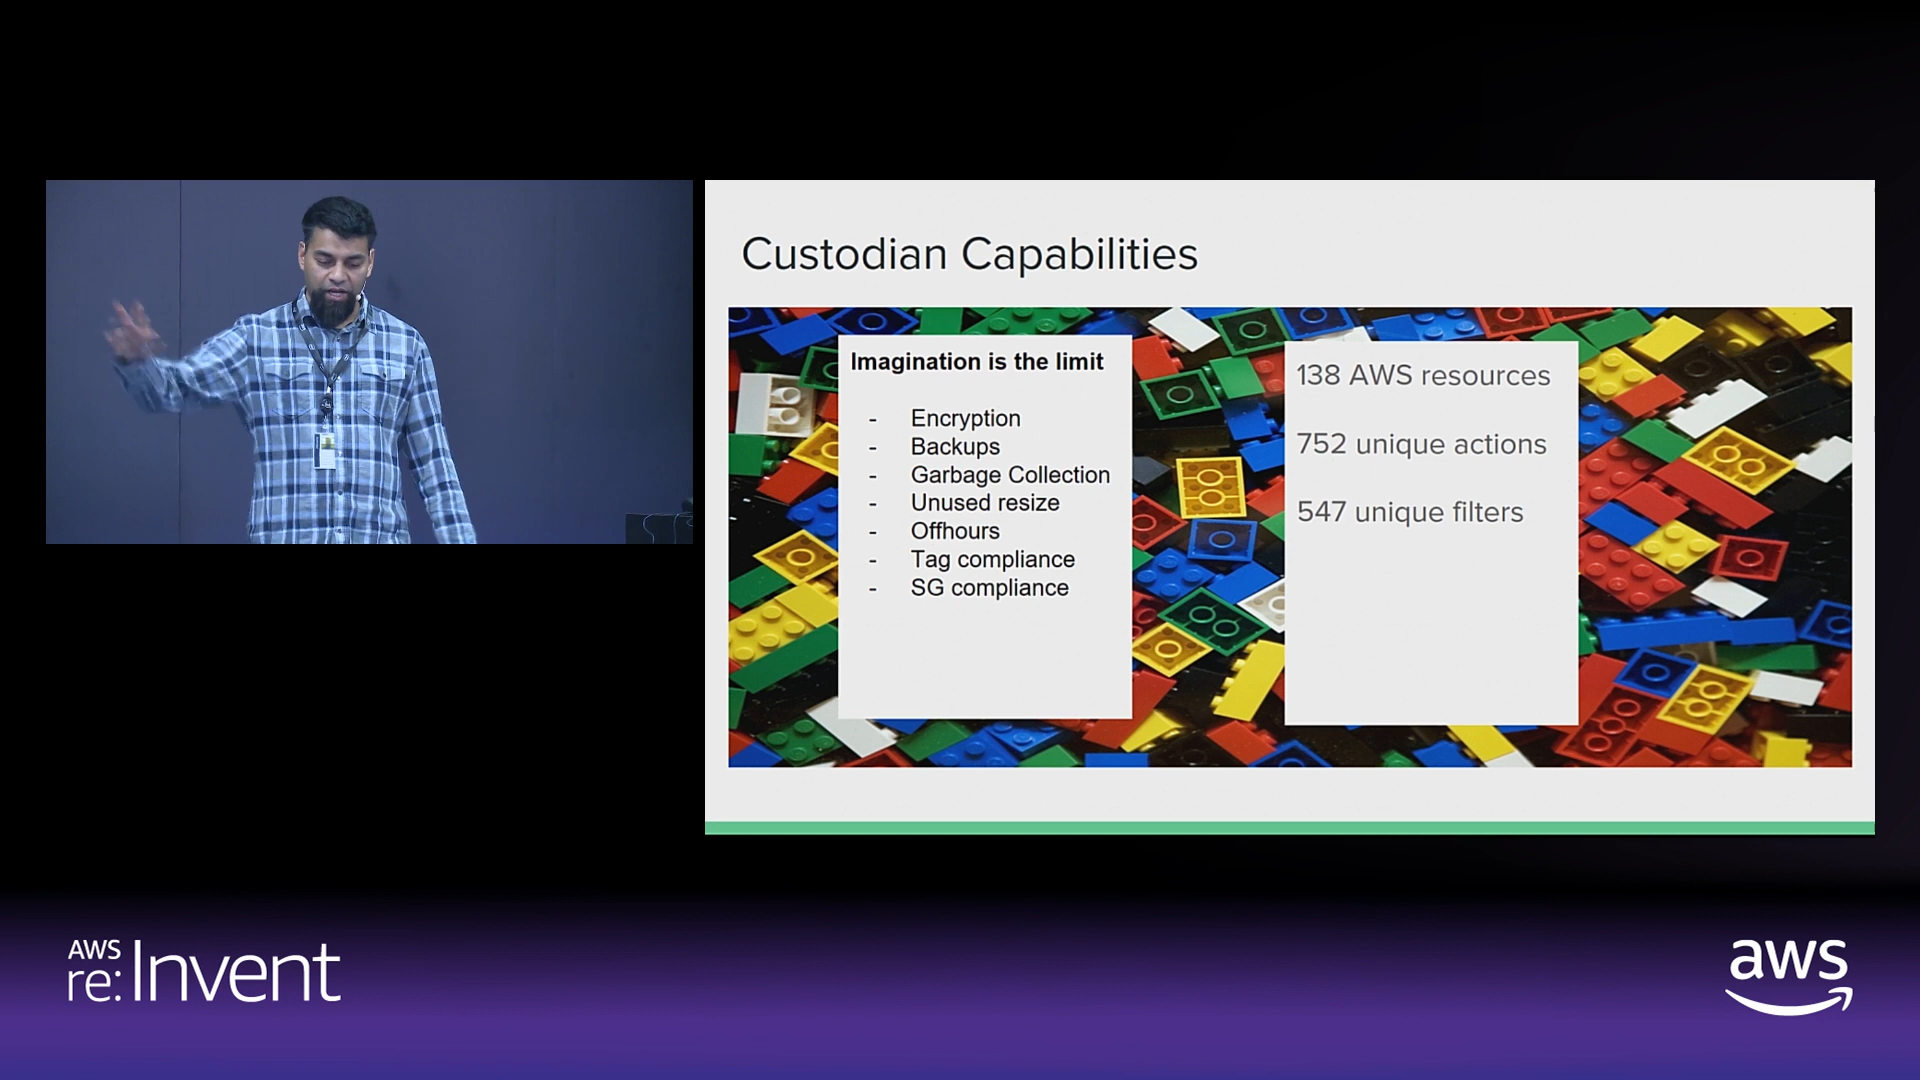 Custodian Capabilities
Imagination is the limit
- Encryption
- Backups
- Garbage Collection
- Unused resize
- Offhours
- Tag compliance
- SG compliance
138 AWS resources
752 unique actions
547 unique filters
AWS
re:Invent
aws